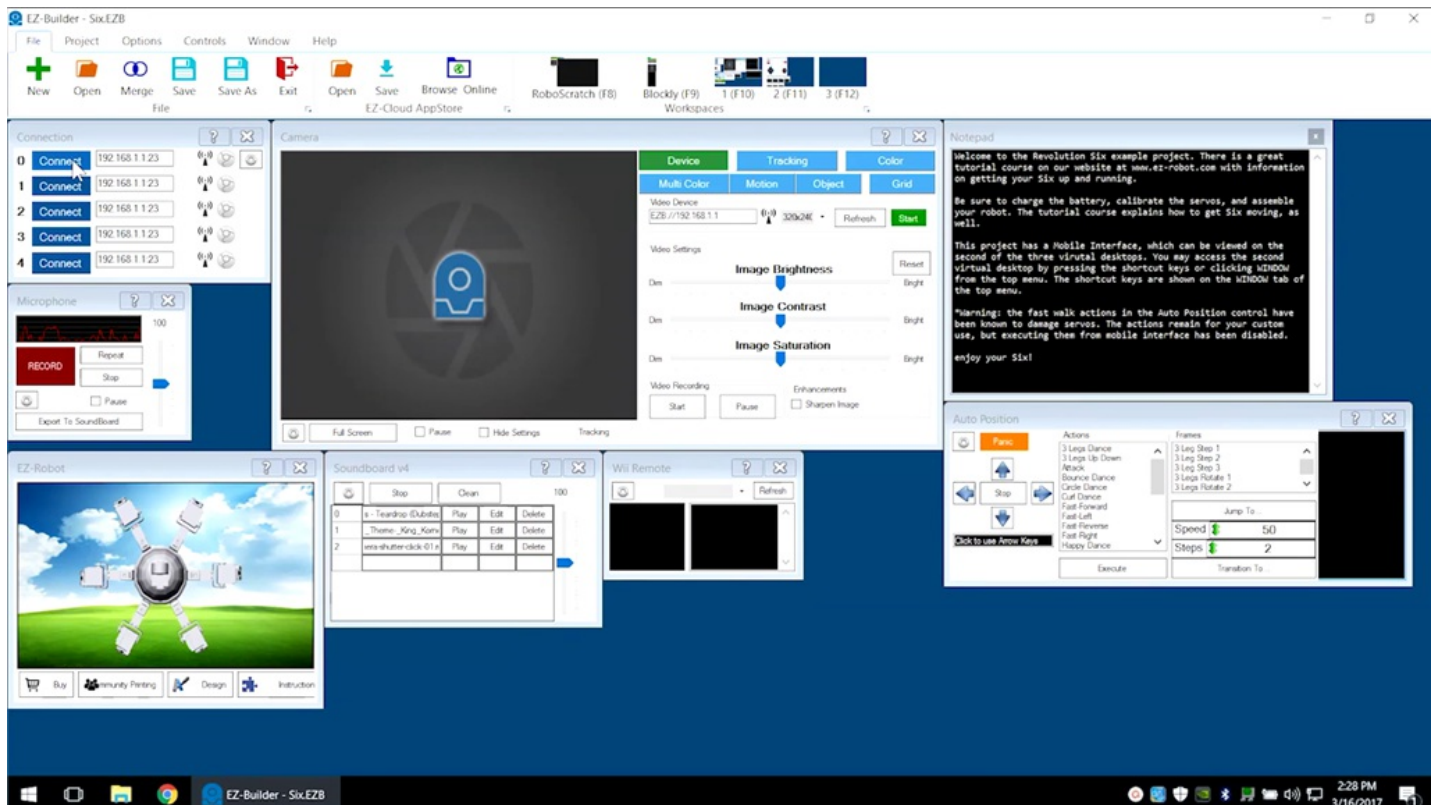 EZ-Builder - Six.EZB
File Project Options Controls Window Help
New Open Merge Save Save As Exit Open Save Browse Online RoboScratch (F8) Blockly (F9) 1 (F10) 2 (F11) 3 (F12)
File EZ-Cloud AppStore Workspaces
Connection
0 Connect 192.168.1.1:23
1 Connect 192.168.1.1:23
2 Connect 192.168.1.1:23
3 Connect 192.168.1.1:23
4 Connect 192.168.1.1:23
Microphone
100
RECORD
Repeat
Stop
Pause
Export To SoundBoard
Camera
Device Tracking Color
Multi Color Motion Object Grid
Video Device
EZB://192.168.1.1 Refresh Start
Video Settings
Reset
Image Brightness
Dim Bright
Image Contrast
Dim Bright
Image Saturation
Dim Bright
Video Recording Enhancements
Start Pause Sharpen Image
Full Screen Pause Hide Settings Tracking
Notepad
Welcome to the Revolution Six example project. There is a great
tutorial course on our website at www.ez-robot.com with information
on getting your Six up and running.
Be sure to charge the battery, calibrate the servos, and assemble
your robot. The tutorial course explains how to get Six moving, as
well.
This project has a Mobile Interface, which can be viewed on the
second of the three virutal desktops. You may access the second
virtual desktop by pressing the shortcut keys or clicking WINDOW
from the top menu. The shortcut keys are shown on the WINDOW tab of
the top menu.
*Warning: the fast walk actions in the Auto Position control have
been known to damage servos. The actions remain for your custom
use, but executing them from mobile interface has been disabled.
enjoy your Six!
EZ-Robot
Buy mmunity Printing Design Instruction
Soundboard v4
Stop Clean 100
0 s - Teardrop (Dubste Play Edit Delete
1 _Theme-_King_Kom Play Edit Delete
2 vera-shutter-click-01. Play Edit Delete
Wii Remote
Refresh
Auto Position
Panic
Stop
Click to use Arrow Keys
Actions
3 Legs Dance
3 Legs Up Down
Attack
Bounce Dance
Circle Dance
Curl Dance
Fast Forward
Fast-Left
Fast-Reverse
Fast Right
Happy Dance
Execute
Frames
3 Leg Step 1
3 Leg Step 2
3 Leg Step 3
3 Legs Rotate 1
3 Legs Rotate 2
Jump To...
Speed 50
Steps 2
Transition To...
EZ-Builder - Six.EZB
2:28 PM
3/16/2017